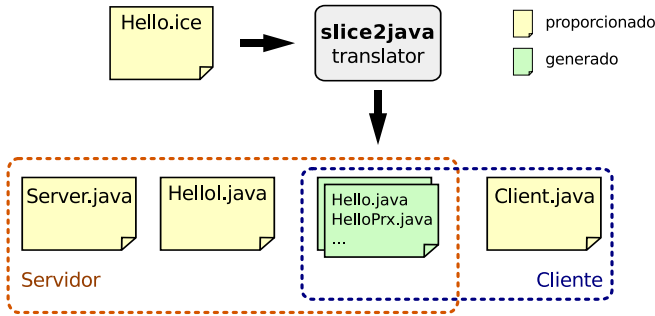 Hello.ice
slice2java
translator
proporcionado
generado
Server.java
HelloI.java
Hello.java
HelloPrx.java
...
Client.java
Servidor
Cliente